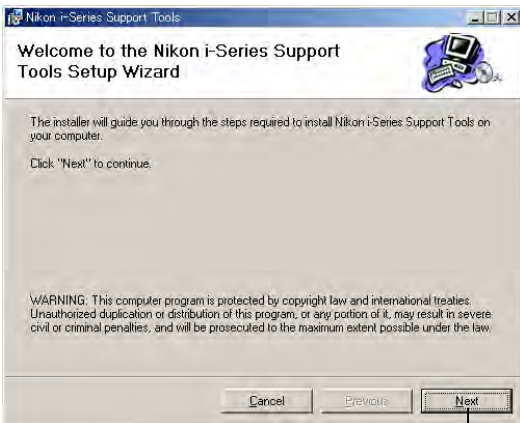 Nikon i-Series Support Tools
Welcome to the Nikon i-Series Support
Tools Setup Wizard
The installer will guide you through the steps required to install Nikon i-Series Support Tools on
your computer.
Click "Next" to continue.
WARNING: This computer program is protected by copyright law and international treaties.
Unauthorized duplication or distribution of this program, or any portion of it, may result in severe
civil or criminal penalties, and will be prosecuted to the maximum extent possible under the law.
Cancel Previous Next